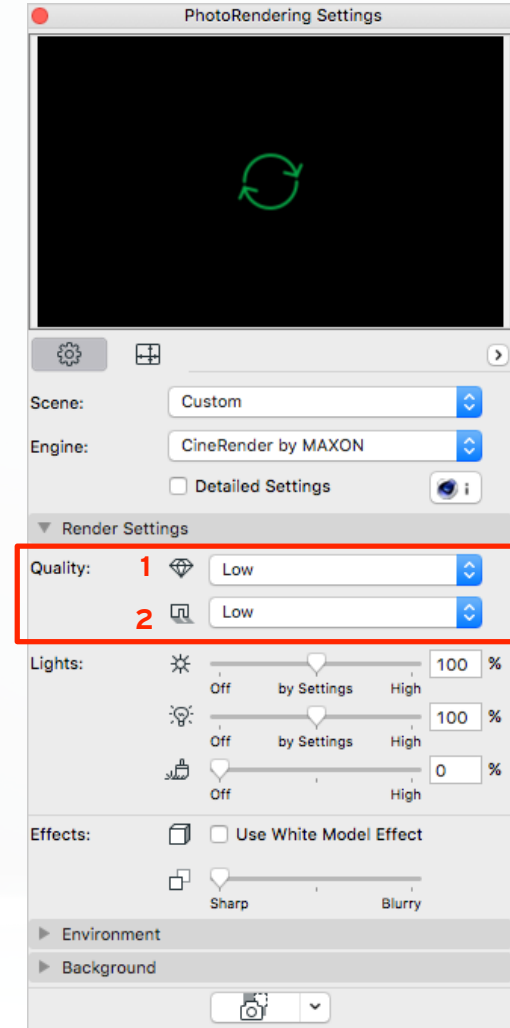 PhotoRendering Settings
Scene: Custom
Engine: CineRender by MAXON
Detailed Settings i
Render Settings
Quality: 1 Low
2 Low
Lights: 100 %
Off by Settings High
100 %
Off by Settings High
0 %
Off High
Effects: Use White Model Effect
Sharp Blurry
Environment
Background